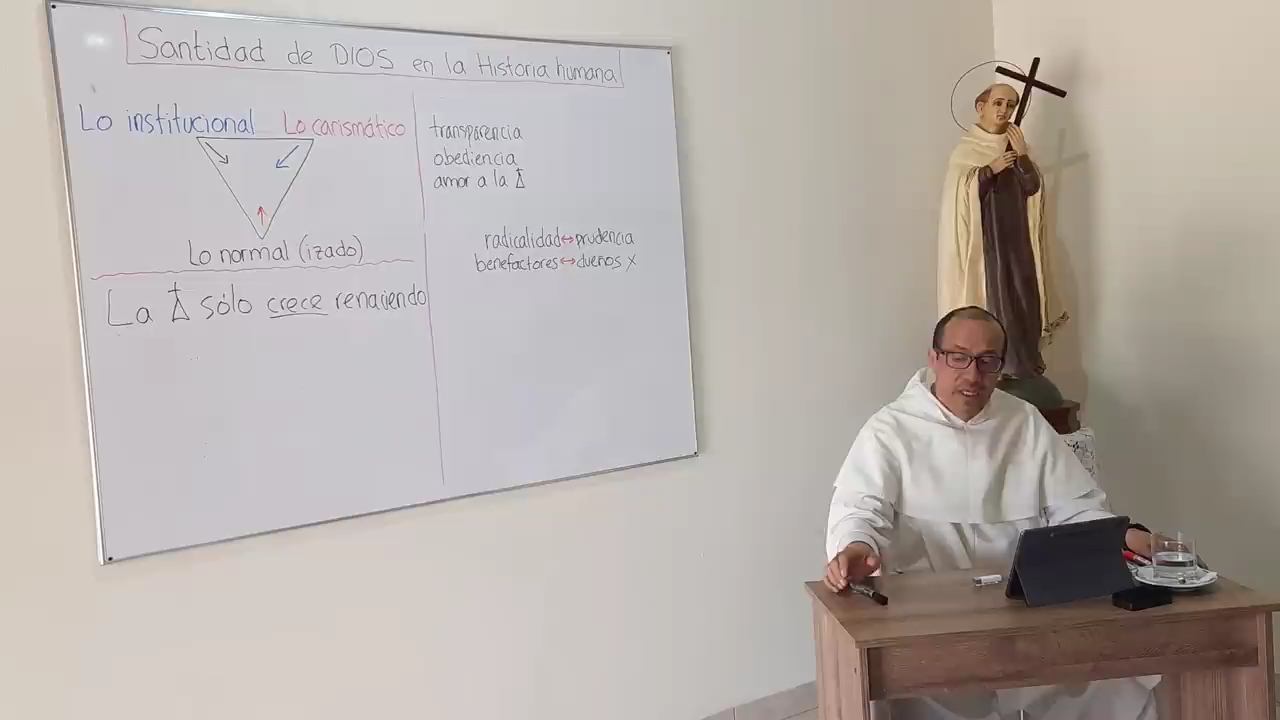 Santidad de DIOS en la Historia humana
Lo institucional Lo carismático
Lo normal (izado)
La sólo crece renaciendo
transparencia
obediencia
amor a la
radicalidad↔prudencia
benefactores↔dueños x